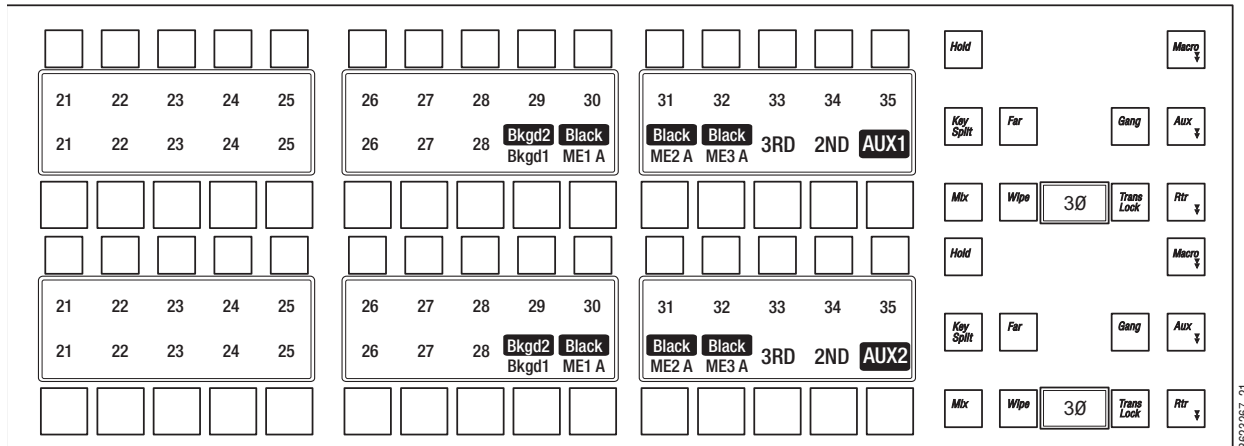 Hold Macro
21 22 23 24 25 26 27 28 29 30 31 32 33 34 35
21 22 23 24 25 26 27 28 Bkgd2 Black Black Black 3RD 2ND AUX1
Bkgd1 ME1 A ME2 A ME3 A
Key Split Far Gang Aux
Mix Wipe 3Ø Trans Lock Rtr
Hold Macro
21 22 23 24 25 26 27 28 29 30 31 32 33 34 35
21 22 23 24 25 26 27 28 Bkgd2 Black Black Black 3RD 2ND AUX2
Bkgd1 ME1 A ME2 A ME3 A
Key Split Far Gang Aux
Mix Wipe 3Ø Trans Lock Rtr